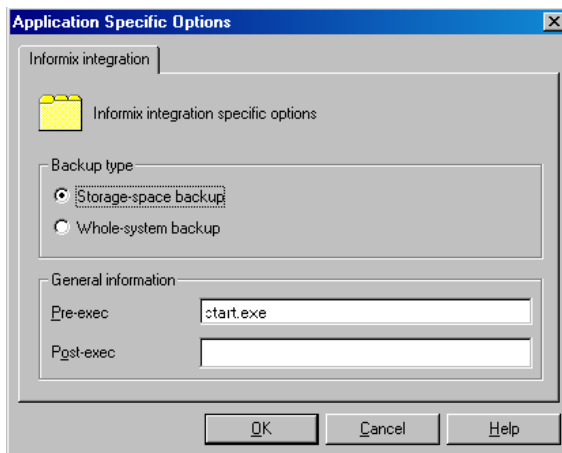 Application Specific Options
Informix integration
Informix integration specific options
Backup type
Storage-space backup
Whole-system backup
General information
Pre-exec
start.exe
Post-exec
OK
Cancel
Help